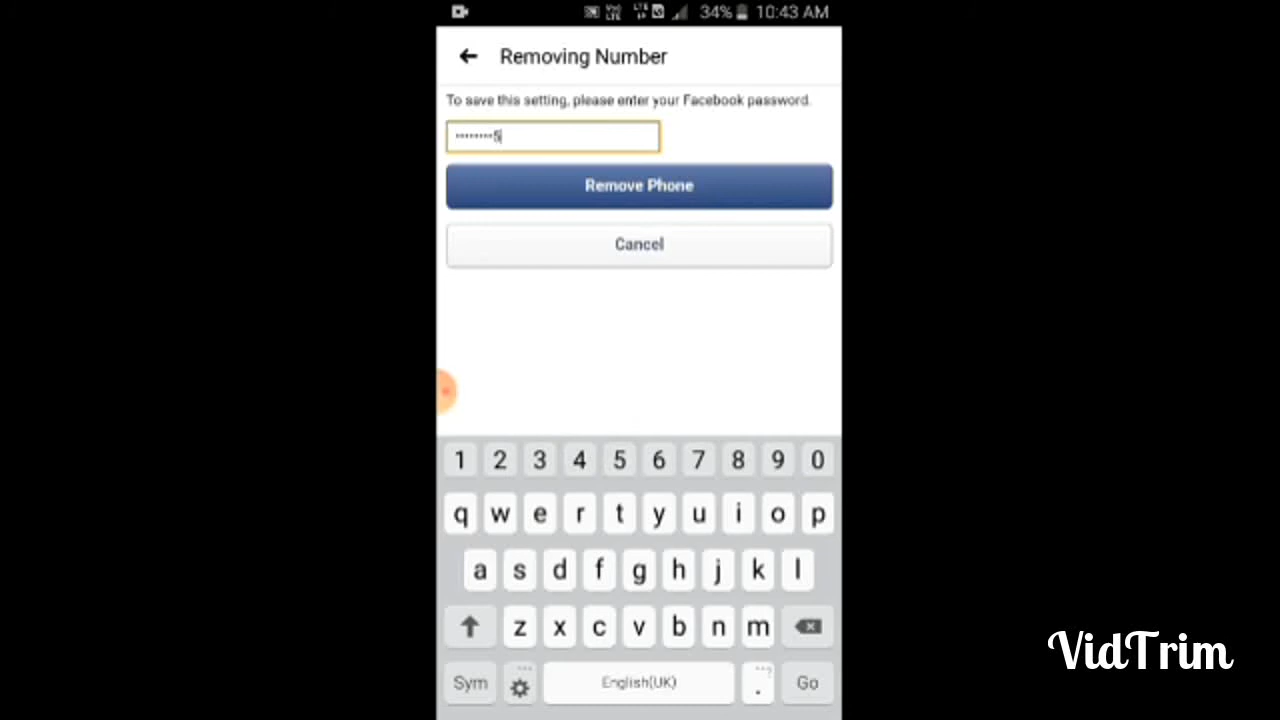 34% 10:43 AM
Removing Number
To save this setting, please enter your Facebook password.
········5
Remove Phone
Cancel
1 2 3 4 5 6 7 8 9 0
q w e r t y u i o p
a s d f g h j k l
z x c v b n m
Sym English(UK) . Go
VidTrim